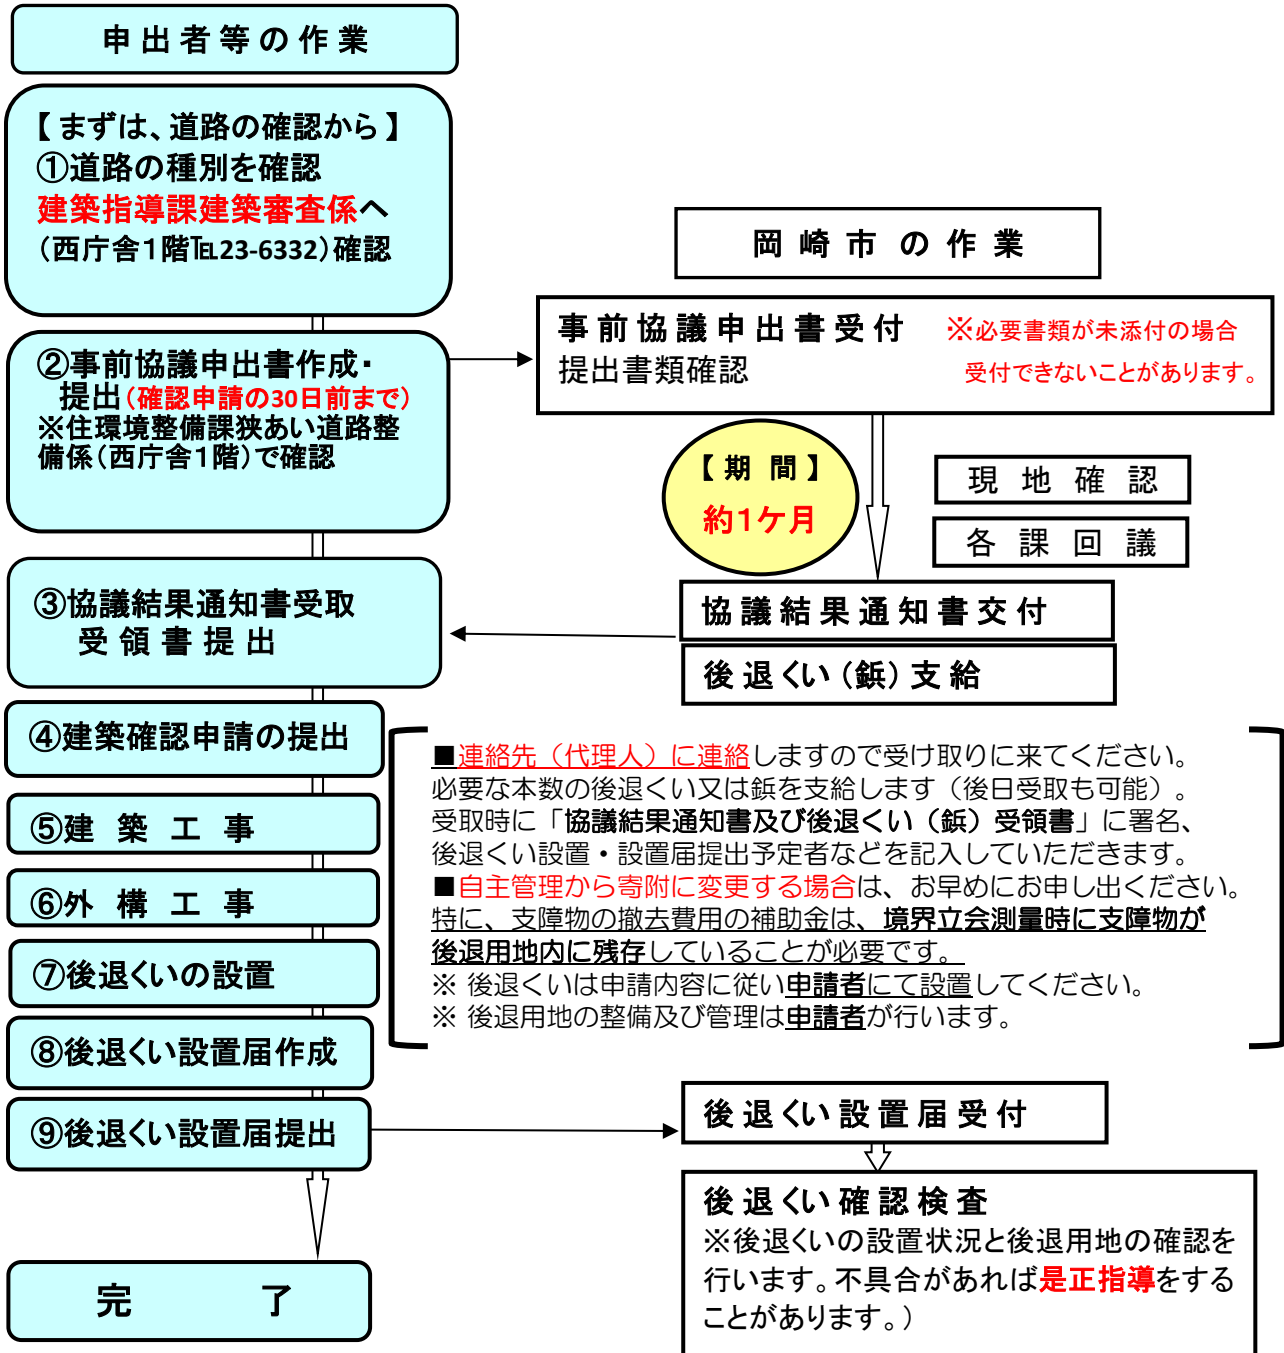 申出者等の作業
【まずは、道路の確認から】
①道路の種別を確認
建築指導課建築審査係へ
（西庁舎1階℡23-6332）確認
②事前協議申出書作成・
提出（確認申請の30日前まで）
※住環境整備課狭あい道路整
備係（西庁舎1階）で確認
③協議結果通知書受取
受領書提出
④建築確認申請の提出
⑤建築工事
⑥外構工事
⑦後退くいの設置
⑧後退くい設置届作成
⑨後退くい設置届提出
完了
岡崎市の作業
事前協議申出書受付 ※必要書類が未添付の場合
提出書類確認 受付できないことがあります。
【期間】
約1ケ月
現地確認
各課回議
協議結果通知書交付
後退くい（鋲）支給
■連絡先（代理人）に連絡しますので受け取りに来てください。
必要な本数の後退くい又は鋲を支給します（後日受取も可能）。
受取時に「協議結果通知書及び後退くい（鋲）受領書」に署名、
後退くい設置・設置届提出予定者などを記入していただきます。
■自主管理から寄附に変更する場合は、お早めにお申し出ください。
特に、支障物の撤去費用の補助金は、境界立会測量時に支障物が
後退用地内に残存していることが必要です。
※ 後退くいは申請内容に従い申請者にて設置してください。
※ 後退用地の整備及び管理は申請者が行います。
後退くい設置届受付
後退くい確認検査
※後退くいの設置状況と後退用地の確認を
行います。不具合があれば是正指導をする
ことがあります。）